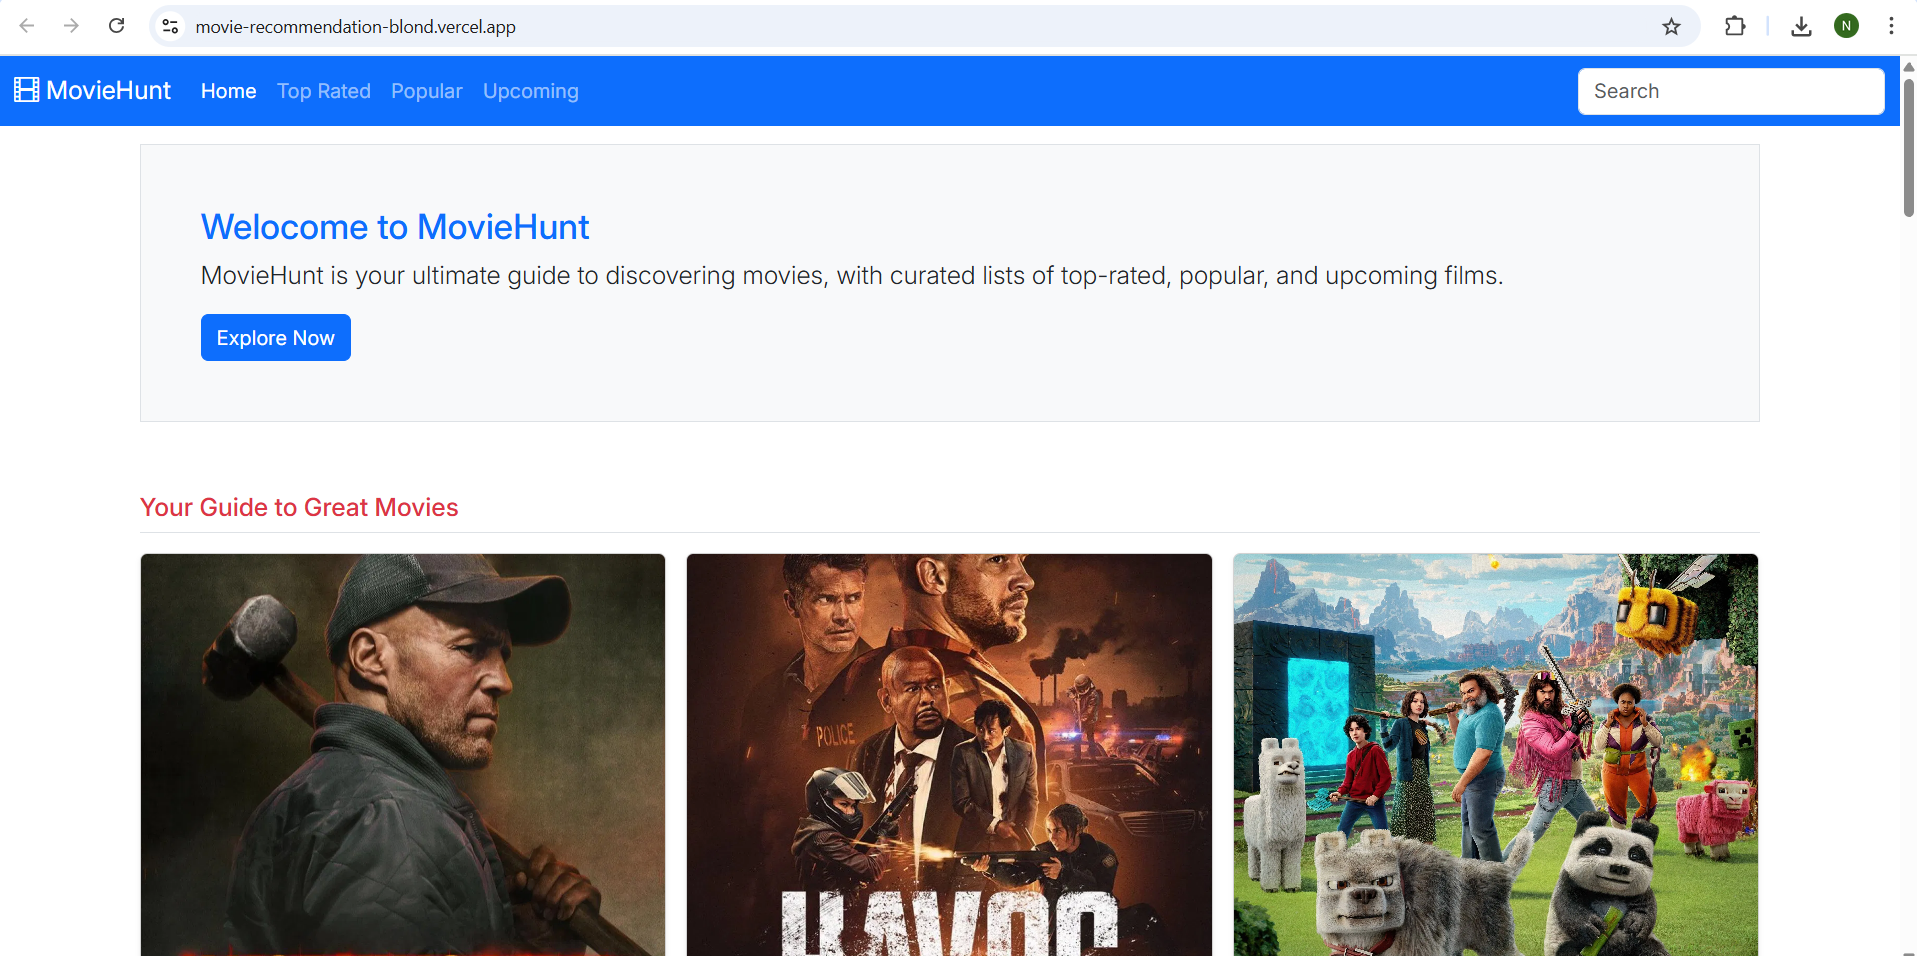 movie-recommendation-blond.vercel.app
N
MovieHunt Home Top Rated Popular Upcoming Search
Welocome to MovieHunt
MovieHunt is your ultimate guide to discovering movies, with curated lists of top-rated, popular, and upcoming films.
Explore Now
Your Guide to Great Movies
POLICE
HAVOC